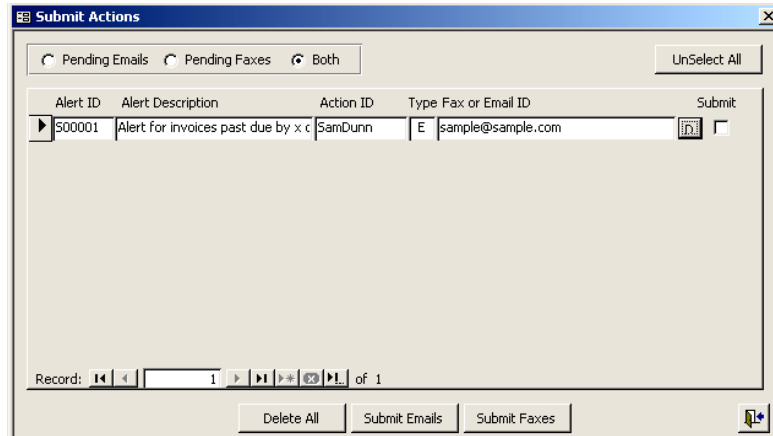 Submit Actions
Pending Emails Pending Faxes Both UnSelect All
Alert ID Alert Description Action ID Type Fax or Email ID Submit
S00001 Alert for invoices past due by x SamDunn E sample@sample.com
Record: 1 of 1
Delete All Submit Emails Submit Faxes